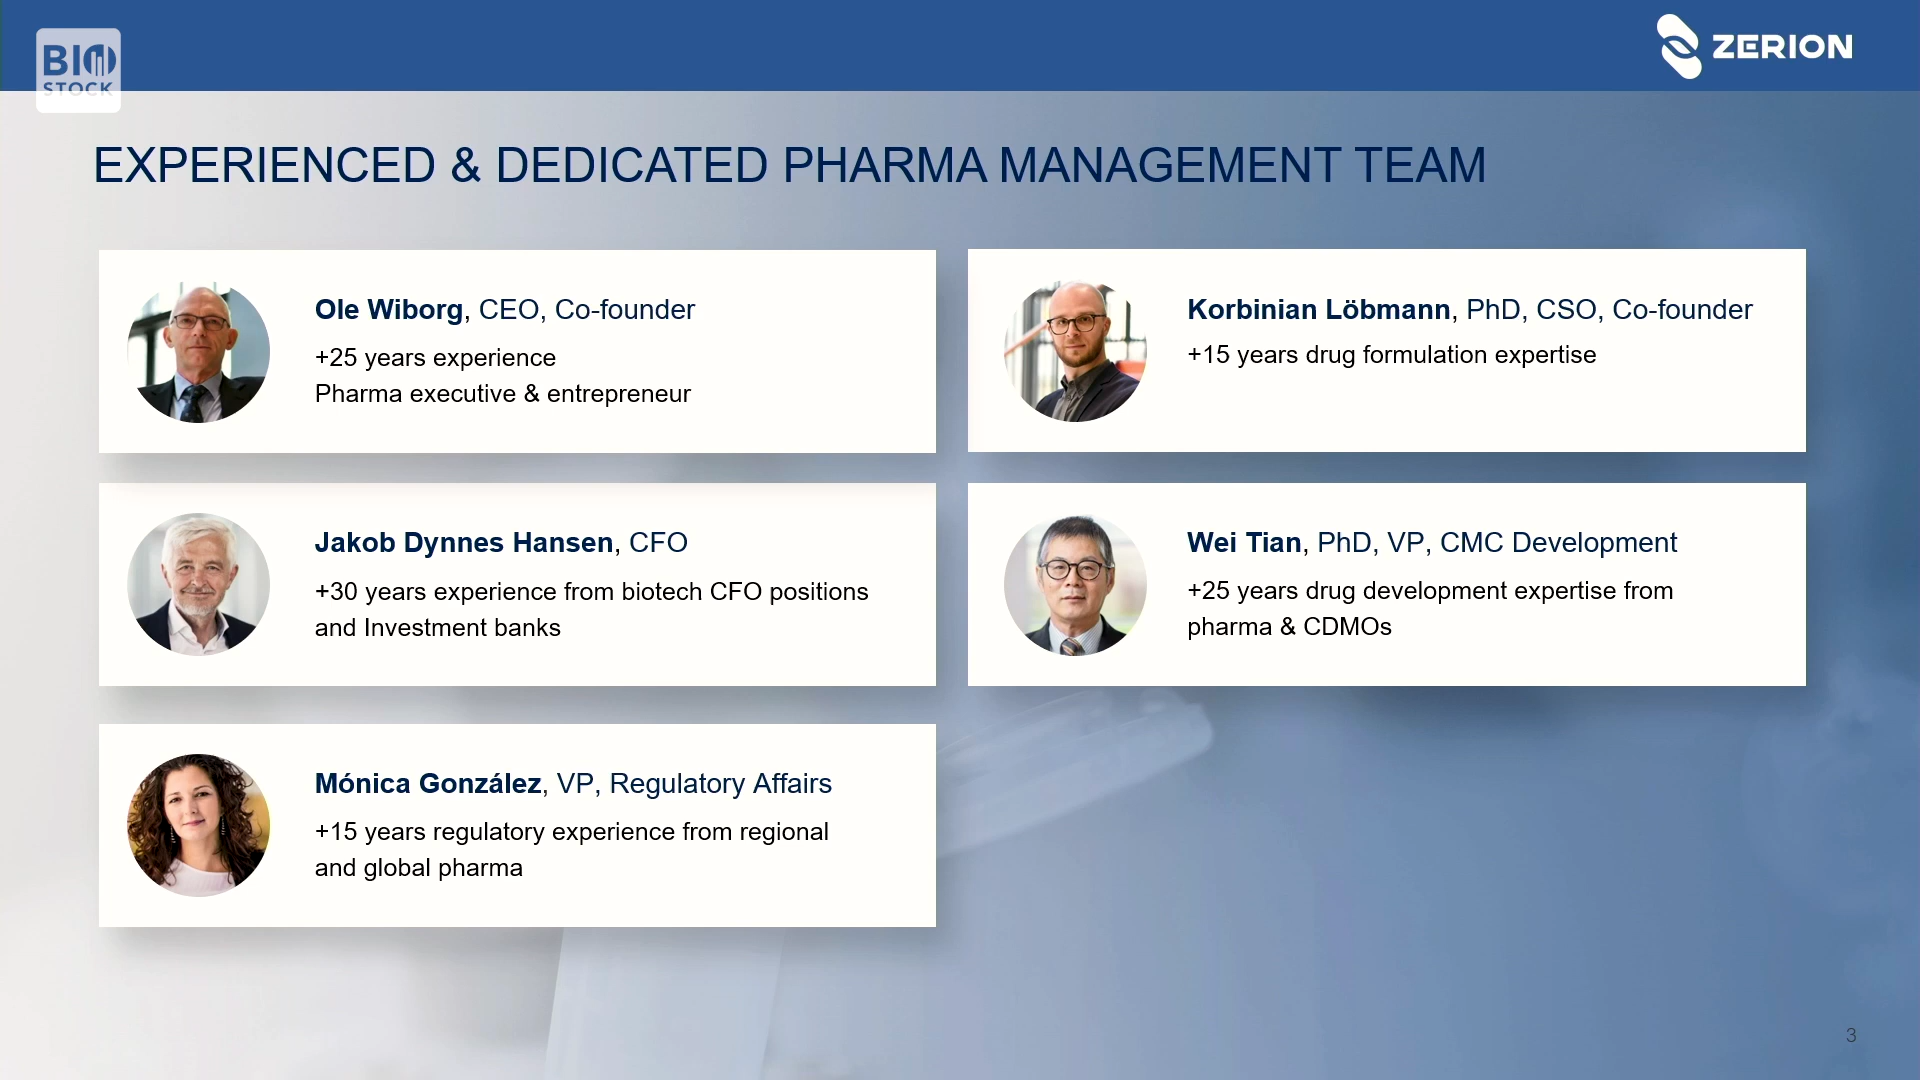 BIO
STOCK
ZERION
EXPERIENCED & DEDICATED PHARMA MANAGEMENT TEAM
Ole Wiborg, CEO, Co-founder
+25 years experience
Pharma executive & entrepreneur
Korbinian Löbmann, PhD, CSO, Co-founder
+15 years drug formulation expertise
Jakob Dynnes Hansen, CFO
+30 years experience from biotech CFO positions
and Investment banks
Wei Tian, PhD, VP, CMC Development
+25 years drug development expertise from
pharma & CDMOs
Mónica González, VP, Regulatory Affairs
+15 years regulatory experience from regional
and global pharma
3